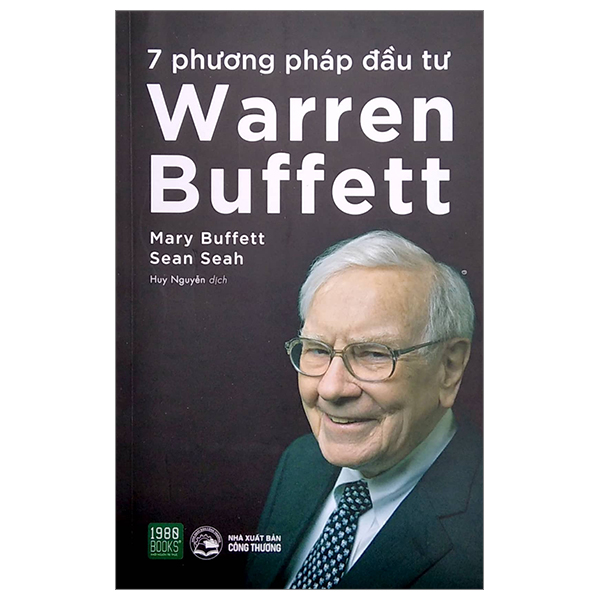 7 phương pháp đầu tư
Warren
Buffett
Mary Buffett
Sean Seah
Huy Nguyễn dịch
1980
BOOKS
NHÀ XUẤT BẢN
CÔNG THƯƠNG